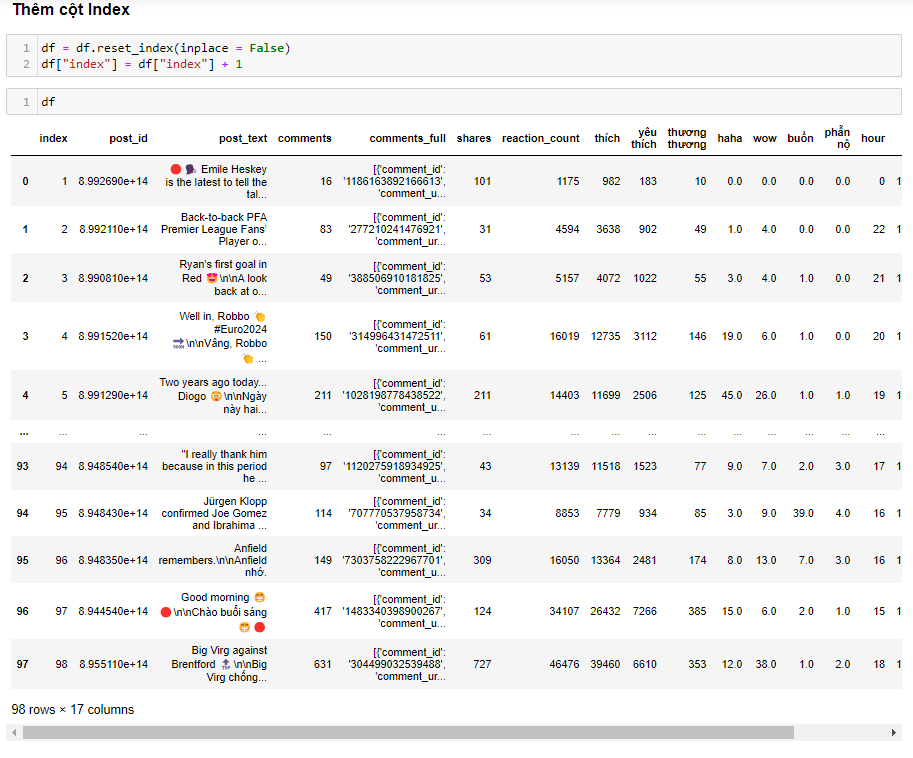 Thêm cột Index
1 df = df.reset_index(inplace = False)
2 df["index"] = df["index"] + 1
1 df
index post_id post_text comments comments_full shares reaction_count thích yêu thích thương thương haha wow buồn phẫn nộ hour
0 1 8.992690e+14 🔴 🗣 Emile Heskey is the latest to tell the tal... 16 [{'comment_id': '1186163892166613', 'comment_u... 101 1175 982 183 10 0.0 0.0 0.0 0.0 0 1
1 2 8.992110e+14 Back-to-back PFA Premier League Fans' Player o... 83 [{'comment_id': '277210241476921', 'comment_ur... 31 4594 3638 902 49 1.0 4.0 0.0 0.0 22 1
2 3 8.990810e+14 Ryan's first goal in Red 😍\n\nA look back at o... 49 [{'comment_id': '388506910181825', 'comment_ur... 53 5157 4072 1022 55 3.0 4.0 1.0 0.0 21 1
3 4 8.991520e+14 Well in, Robbo 👏 #Euro2024 🔜\n\nVâng, Robbo 👏 ... 150 [{'comment_id': '314996431472511', 'comment_ur... 61 16019 12735 3112 146 19.0 6.0 1.0 0.0 20 1
4 5 8.991290e+14 Two years ago today... Diogo 😱\n\nNgày này hai... 211 [{'comment_id': '1028198778438522', 'comment_u... 211 14403 11699 2506 125 45.0 26.0 1.0 1.0 19 1
... ... ... ... ... ... ... ... ... ... ... ... ... ... ... ...
93 94 8.948540e+14 "I really thank him because in this period he ... 97 [{'comment_id': '1120275918934925', 'comment_u... 43 13139 11518 1523 77 9.0 7.0 2.0 3.0 17 1
94 95 8.948430e+14 Jürgen Klopp confirmed Joe Gomez and Ibrahima ... 114 [{'comment_id': '707770537958734', 'comment_ur... 34 8853 7779 934 85 3.0 9.0 39.0 4.0 16 1
95 96 8.948350e+14 Anfield remembers.\n\nAnfield nhớ. 149 [{'comment_id': '7303758222967701', 'comment_u... 309 16050 13364 2481 174 8.0 13.0 7.0 3.0 16 1
96 97 8.944540e+14 Good morning 😁 🔴\n\nChào buổi sáng 😁 🔴 417 [{'comment_id': '1483340398900267', 'comment_u... 124 34107 26432 7266 385 15.0 6.0 2.0 1.0 15 1
97 98 8.955110e+14 Big Virg against Brentford 🔝\n\nBig Virg chống... 631 [{'comment_id': '304499032539488', 'comment_ur... 727 46476 39460 6610 353 12.0 38.0 1.0 2.0 18 1
98 rows × 17 columns